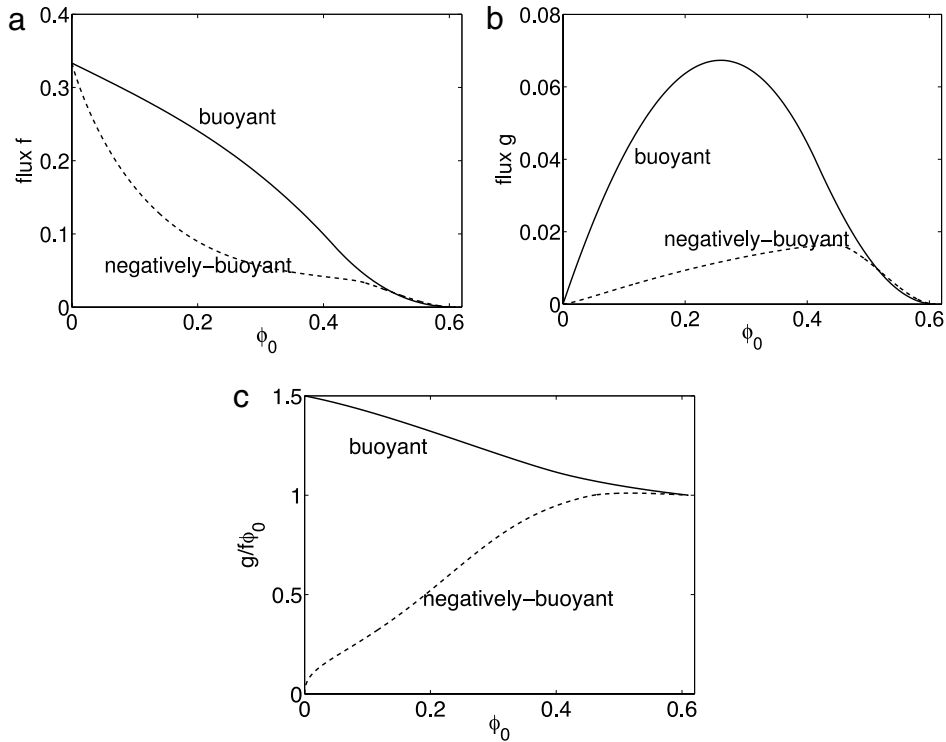 a
0.4
0.3
0.2
0.1
0
flux f
buoyant
negatively−buoyant
0 0.2 0.4 0.6
ϕ₀
b
0.08
0.06
0.04
0.02
0
flux g
buoyant
negatively−buoyant
0 0.2 0.4 0.6
ϕ₀
c
1.5
1
0.5
0
g/fϕ₀
buoyant
negatively−buoyant
0 0.2 0.4 0.6
ϕ₀